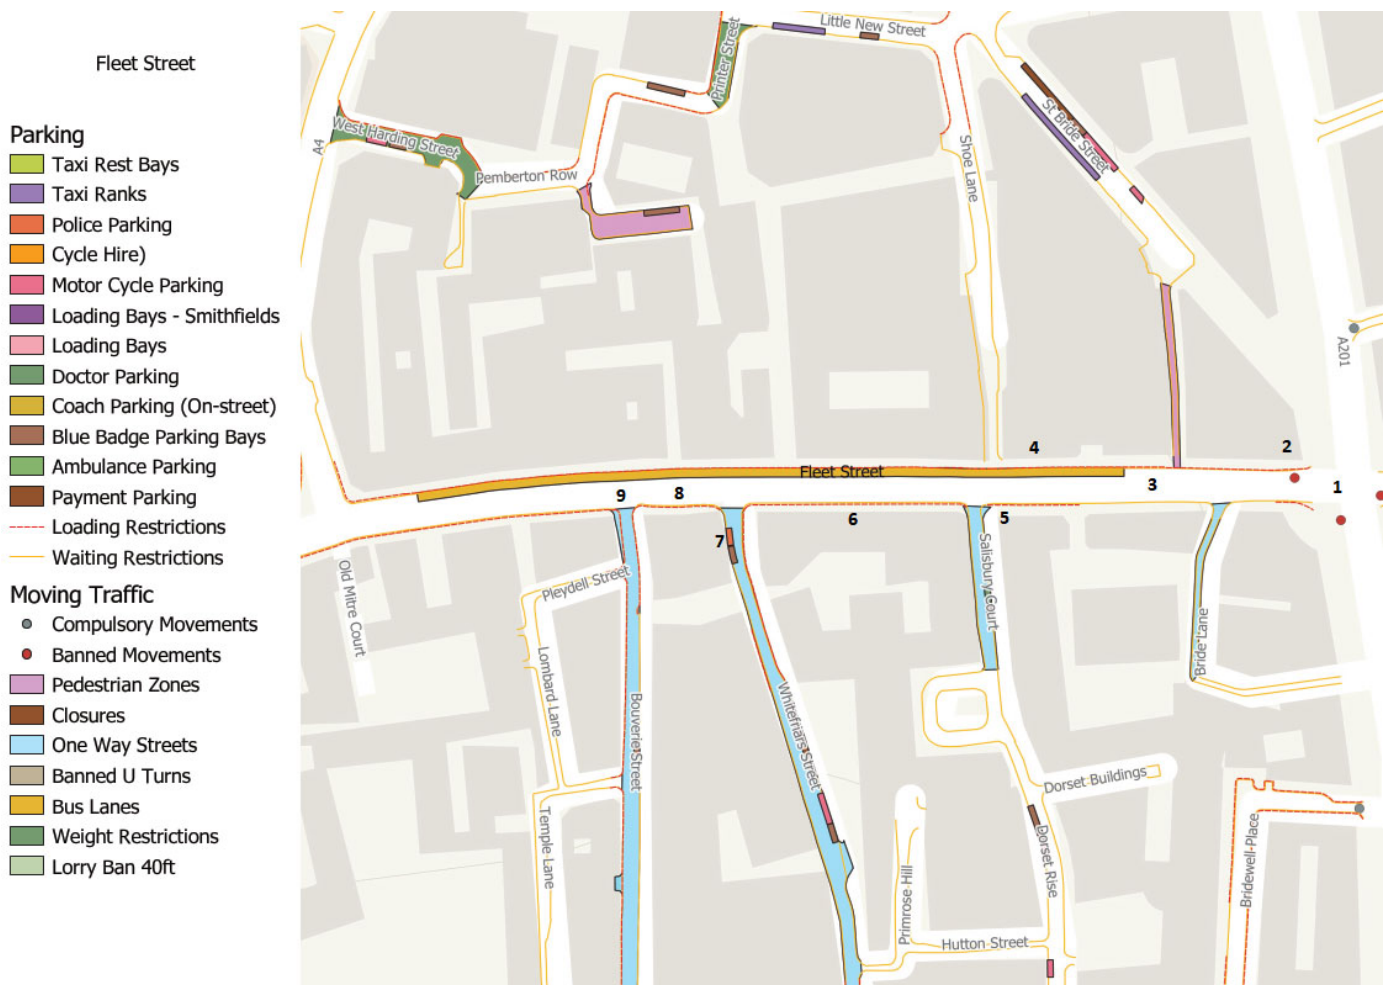 Fleet Street
Parking
Taxi Rest Bays
Taxi Ranks
Police Parking
Cycle Hire)
Motor Cycle Parking
Loading Bays - Smithfields
Loading Bays
Doctor Parking
Coach Parking (On-street)
Blue Badge Parking Bays
Ambulance Parking
Payment Parking
Loading Restrictions
Waiting Restrictions
Moving Traffic
Compulsory Movements
Banned Movements
Pedestrian Zones
Closures
One Way Streets
Banned U Turns
Bus Lanes
Weight Restrictions
Lorry Ban 40ft
Little New Street
Printer Street
West Harding Street
A4
Pemberton Row
Shoe Lane
St Bride Street
A201
4
2
Fleet Street
3
1
9
8
6
5
7
Old Mitre Court
Pleydell Street
Lombard Lane
Bouverie Street
Whitefriars Street
Salisbury Court
Bride Lane
Dorset Buildings
Temple Lane
Dorset Rise
Primrose Hill
Hutton Street
Bridewell-Place